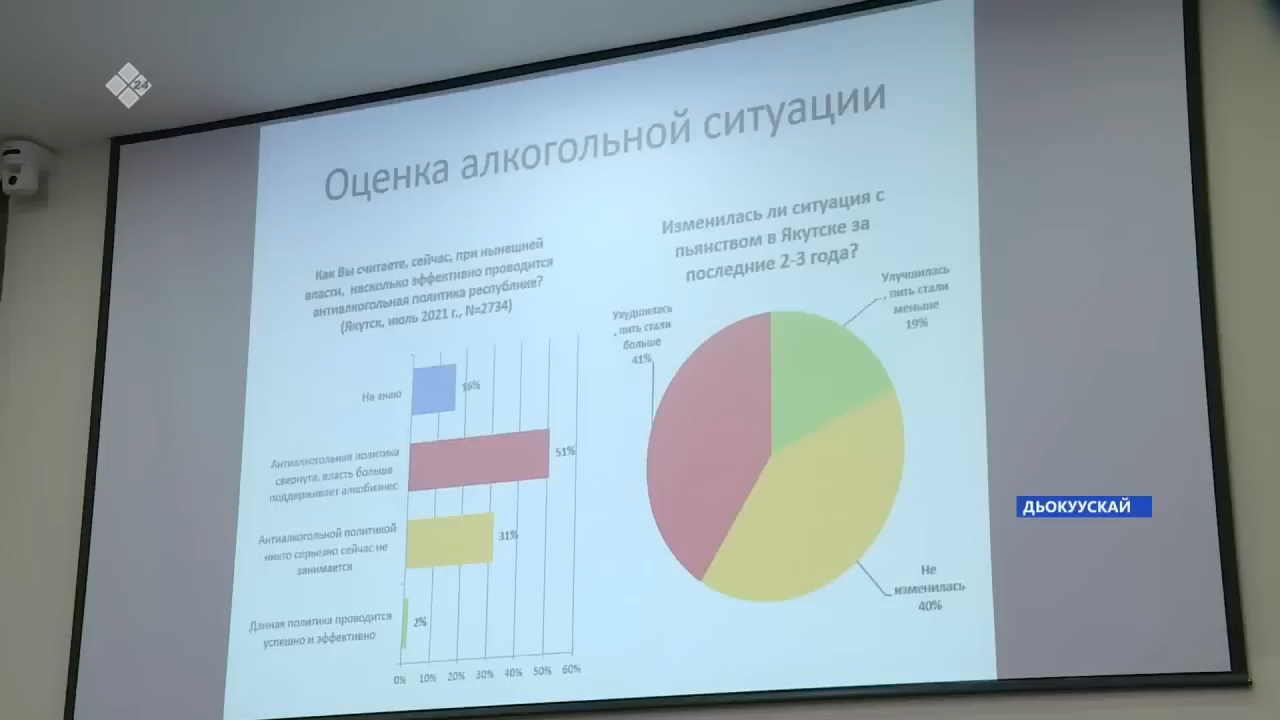 24
Оценка алкогольной ситуации
Как Вы считаете, сейчас, при нынешней
власти, насколько эффективно проводится
антиалкогольная политика республике?
(Якутск, июль 2021 г., N=2734)
Не знаю
16%
Антиалкогольная политика
свернута, власть больше
поддерживает алкобизнес
51%
Антиалкогольной политикой
никто серьезно сейчас не
занимается
31%
Данная политика проводится
успешно и эффективно
2%
0% 10% 20% 30% 40% 50% 60%
Изменилась ли ситуация с
пьянством в Якутске за
последние 2-3 года?
Ухудшилась
, пить стали
больше
41%
Улучшилась
, пить стали
меньше
19%
Не
изменилась
40%
ДЬОКУУСКАЙ